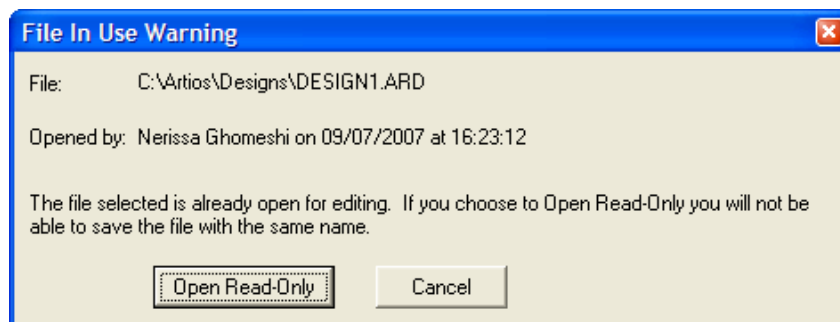 File In Use Warning
File: C:\Artios\Designs\DESIGN1.ARD
Opened by: Nerissa Ghomeshi on 09/07/2007 at 16:23:12
The file selected is already open for editing. If you choose to Open Read-Only you will not be
able to save the file with the same name.
Open Read-Only Cancel